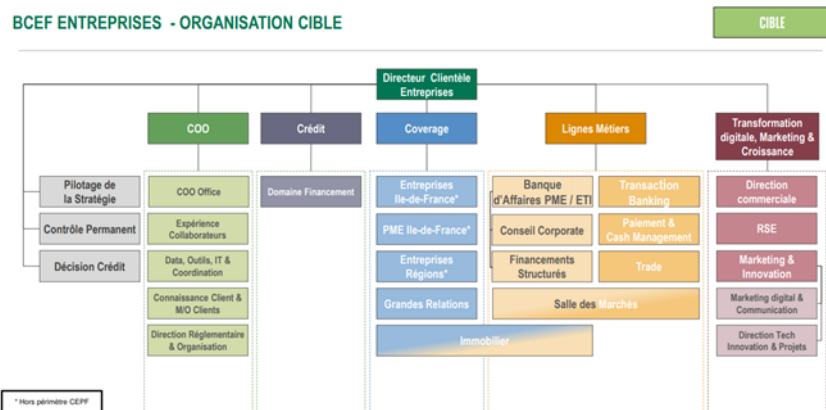 BCEF ENTREPRISES - ORGANISATION CIBLE
CIBLE
Directeur Clientèle
Entreprises
COO
Crédit
Coverage
Lignes Métiers
Transformation
digitale, Marketing &
Croissance
Pilotage de
la Stratégie
Contrôle Permanent
Décision Crédit
COO Office
Expérience
Collaborateurs
Data, Outils, IT &
Coordination
Connaissance Client &
M/O Clients
Direction Réglementaire
& Organisation
Domaine Financement
Entreprises
Ile-de-France*
PME Ile-de-France*
Entreprises
Régions*
Grandes Relations
Immobilier
Banque
d'Affaires PME / ETI
Conseil Corporate
Financements
Structurés
Transaction
Banking
Paiement &
Cash Management
Trade
Salle des Marchés
Direction
commerciale
RSE
Marketing &
Innovation
Marketing digital &
Communication
Direction Tech
Innovation & Projets
* Hors périmètre CEPF